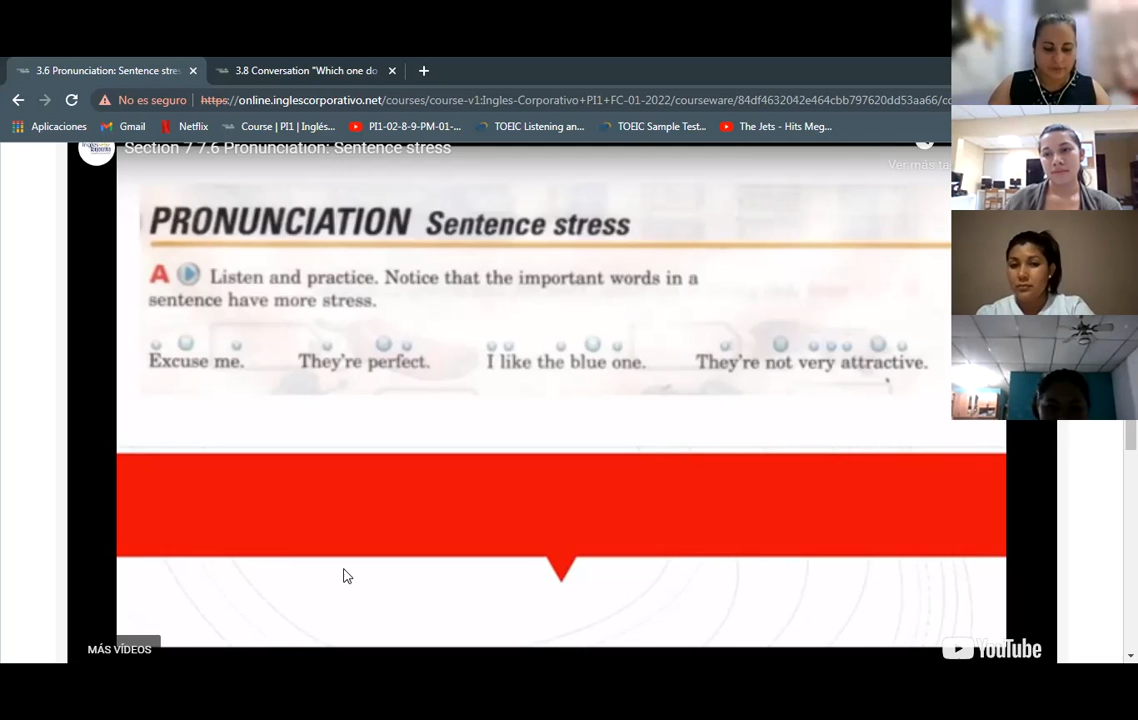 3.6 Pronunciation: Sentence stre
3.8 Conversation "Which one do
No es seguro
https://online.inglescorporativo.net/courses/course-v1:Ingles-Corporativo+PI1+FC-01-2022/courseware/84df4632042e464cbb797620dd53aa66/cc
Aplicaciones
Gmail
Netflix
Course | PI1 | Inglés...
PI1-02-8-9-PM-01-...
TOEIC Listening an...
TOEIC Sample Test...
The Jets - Hits Meg...
Section 7 7.6 Pronunciation: Sentence stress
Ver más ta
PRONUNCIATION Sentence stress
A Listen and practice. Notice that the important words in a
sentence have more stress.
Excuse me. They're perfect. I like the blue one. They're not very attractive.
MÁS VÍDEOS
YouTube